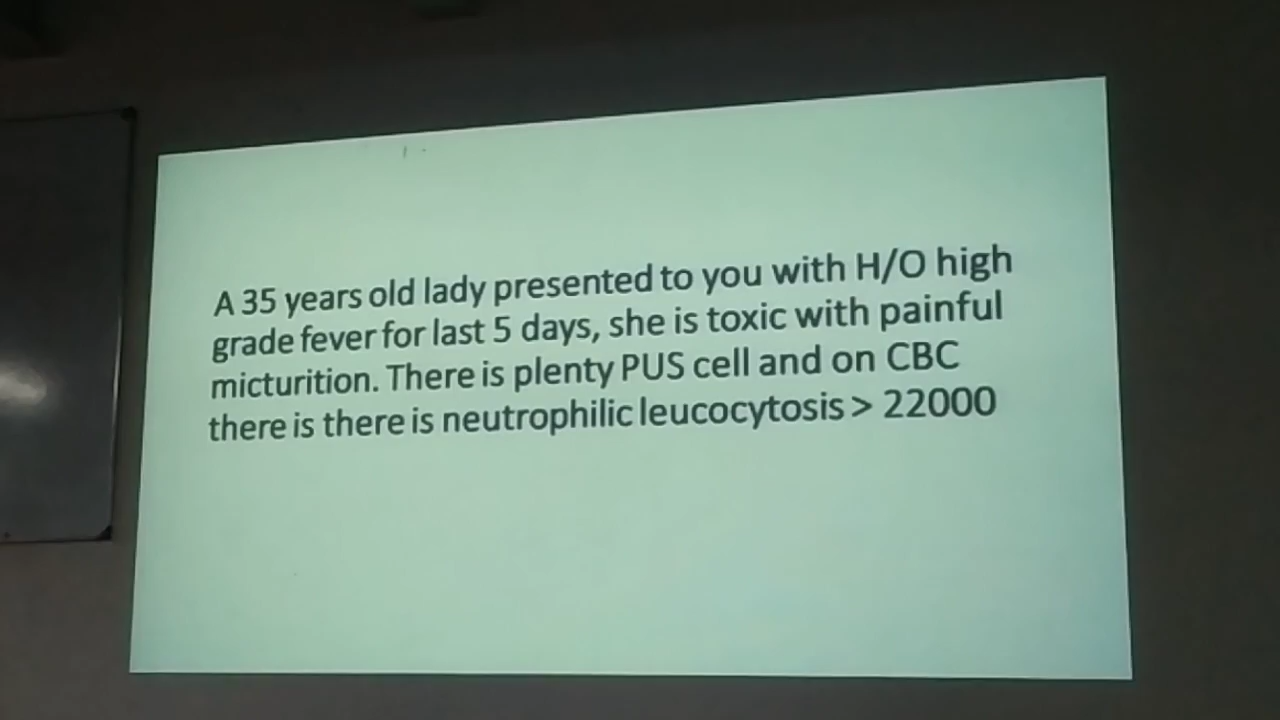 A 35 years old lady presented to you with H/O high
grade fever for last 5 days, she is toxic with painful
micturition. There is plenty PUS cell and on CBC
there is there is neutrophilic leucocytosis > 22000